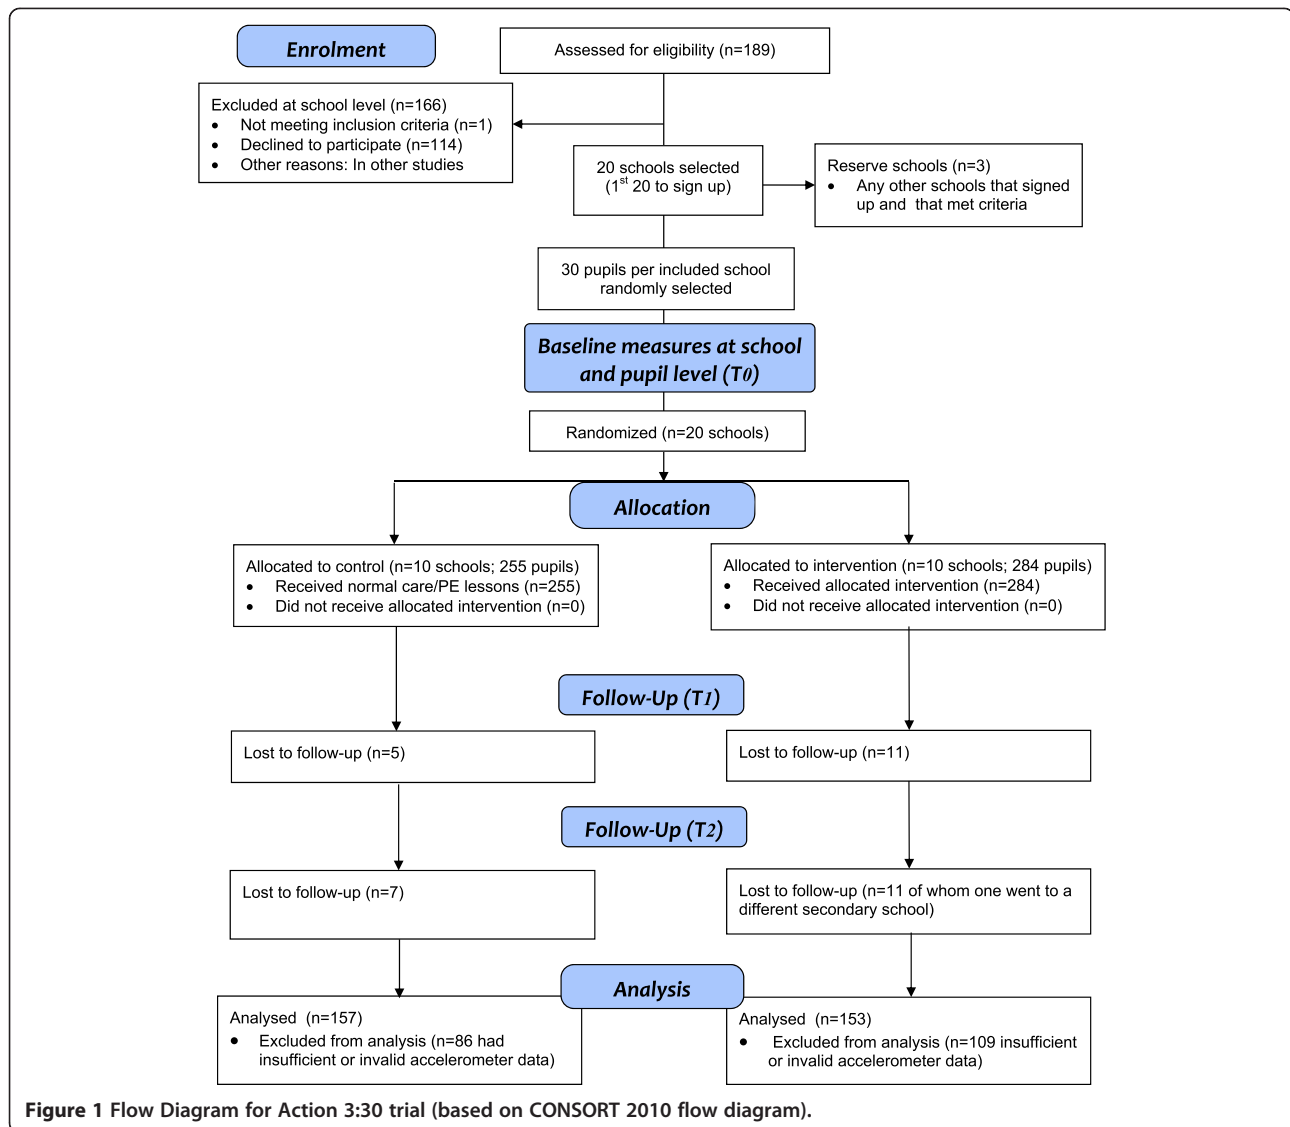 Enrolment
Assessed for eligibility (n=189)
Excluded at school level (n=166)
• Not meeting inclusion criteria (n=1)
• Declined to participate (n=114)
• Other reasons: In other studies
20 schools selected
(1st 20 to sign up)
Reserve schools (n=3)
• Any other schools that signed
up and that met criteria
30 pupils per included school
randomly selected
Baseline measures at school
and pupil level (T0)
Randomized (n=20 schools)
Allocation
Allocated to control (n=10 schools; 255 pupils)
• Received normal care/PE lessons (n=255)
• Did not receive allocated intervention (n=0)
Allocated to intervention (n=10 schools; 284 pupils)
• Received allocated intervention (n=284)
• Did not receive allocated intervention (n=0)
Follow-Up (T1)
Lost to follow-up (n=5)
Lost to follow-up (n=11)
Follow-Up (T2)
Lost to follow-up (n=7)
Lost to follow-up (n=11 of whom one went to a
different secondary school)
Analysis
Analysed (n=157)
• Excluded from analysis (n=86 had
insufficient or invalid accelerometer data)
Analysed (n=153)
• Excluded from analysis (n=109 insufficient
or invalid accelerometer data)
Figure 1 Flow Diagram for Action 3:30 trial (based on CONSORT 2010 flow diagram).